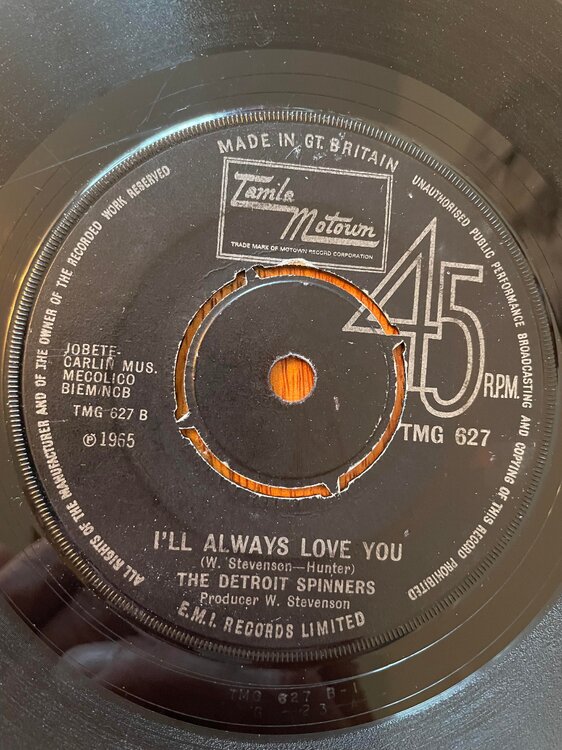 MADE IN GT. BRITAIN
Tamla
Motown
TRADE MARK OF MOTOWN RECORD CORPORATION
UNAUTHORISED PUBLIC PERFORMANCE BROADCASTING AND COPYING OF THIS RECORD PROHIBITED
ALL RIGHTS OF THE MANUFACTURER AND OF THE OWNER OF THE RECORDED WORK RESERVED
45
R.P.M.
JOBETE-
CARLIN MUS.
MECOLICO
BIEM/NCB
TMG 627 B
℗ 1965
TMG 627
I'LL ALWAYS LOVE YOU
(W. Stevenson—Hunter)
THE DETROIT SPINNERS
Producer W. Stevenson
E.M.I. RECORDS LIMITED
TMG 627 B-1